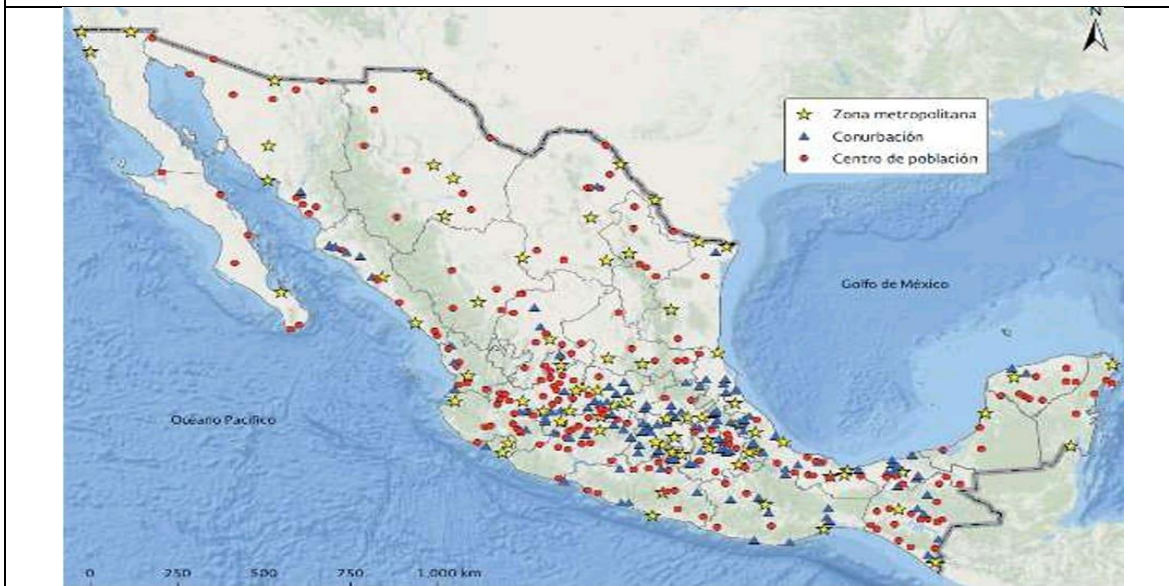 N
Zona metropolitana
Conurbación
Centro de población
Golfo de México
Océano Pacífico
0 250 500 750 1,000 km